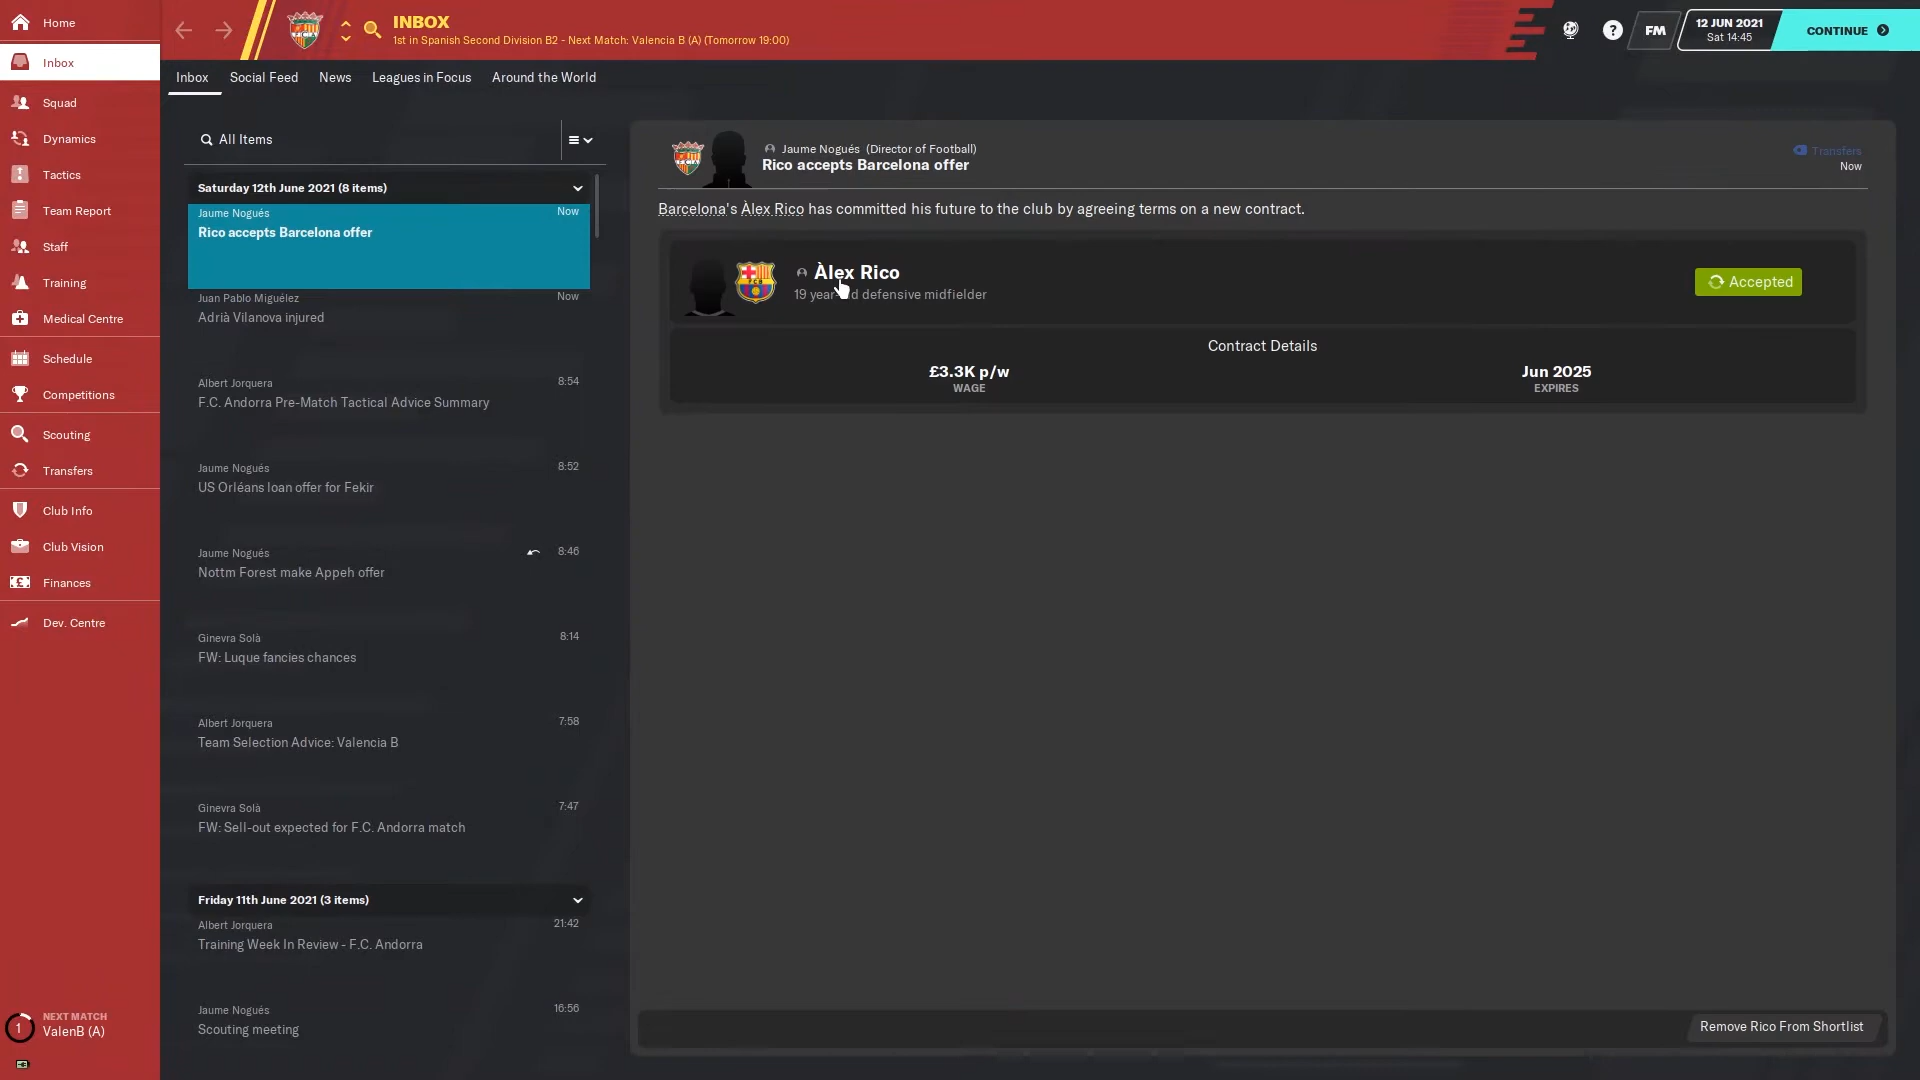 INBOX
1st in Spanish Second Division B2 - Next Match: Valencia B (A) (Tomorrow 19:00)
FM
12 JUN 2021
Sat 14:45
CONTINUE
Home
Inbox
Squad
Dynamics
Tactics
Team Report
Staff
Training
Medical Centre
Schedule
Competitions
Scouting
Transfers
Club Info
Club Vision
Finances
Dev. Centre
1
NEXT MATCH
ValenB (A)
Inbox Social Feed News Leagues in Focus Around the World
All Items
Saturday 12th June 2021 (8 items)
Jaume Nogués Now
Rico accepts Barcelona offer
Juan Pablo Miguélez Now
Adrià Vilanova injured
Albert Jorquera 8:54
F.C. Andorra Pre-Match Tactical Advice Summary
Jaume Nogués 8:52
US Orléans loan offer for Fekir
Jaume Nogués 8:46
Nottm Forest make Appeh offer
Ginevra Solà 8:14
FW: Luque fancies chances
Albert Jorquera 7:58
Team Selection Advice: Valencia B
Ginevra Solà 7:47
FW: Sell-out expected for F.C. Andorra match
Friday 11th June 2021 (3 items)
Albert Jorquera 21:42
Training Week In Review - F.C. Andorra
Jaume Nogués 16:56
Scouting meeting
Jaume Nogués (Director of Football)
Rico accepts Barcelona offer
Transfers
Now
Barcelona's Àlex Rico has committed his future to the club by agreeing terms on a new contract.
Àlex Rico
19 year-old defensive midfielder
Accepted
Contract Details
£3.3K p/w
WAGE
Jun 2025
EXPIRES
Remove Rico From Shortlist